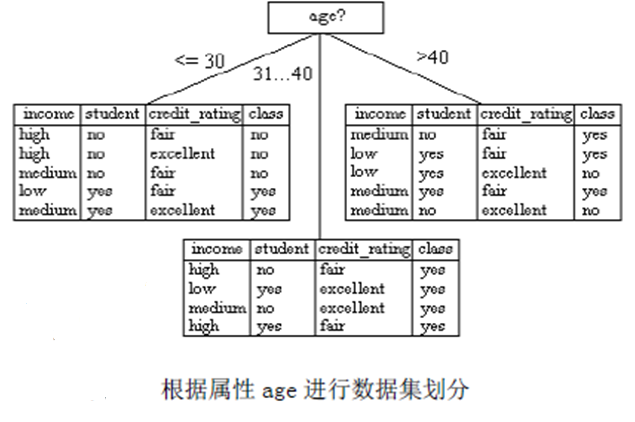 age?
<= 30
31...40
>40
income student credit_rating class
high no fair no
high no excellent no
medium no fair no
low yes fair yes
medium yes excellent yes
income student credit_rating class
medium no fair yes
low yes fair yes
low yes excellent no
medium yes fair yes
medium no excellent no
income student credit_rating class
high no fair yes
low yes excellent yes
medium no excellent yes
high yes fair yes
根据属性 age 进行数据集划分